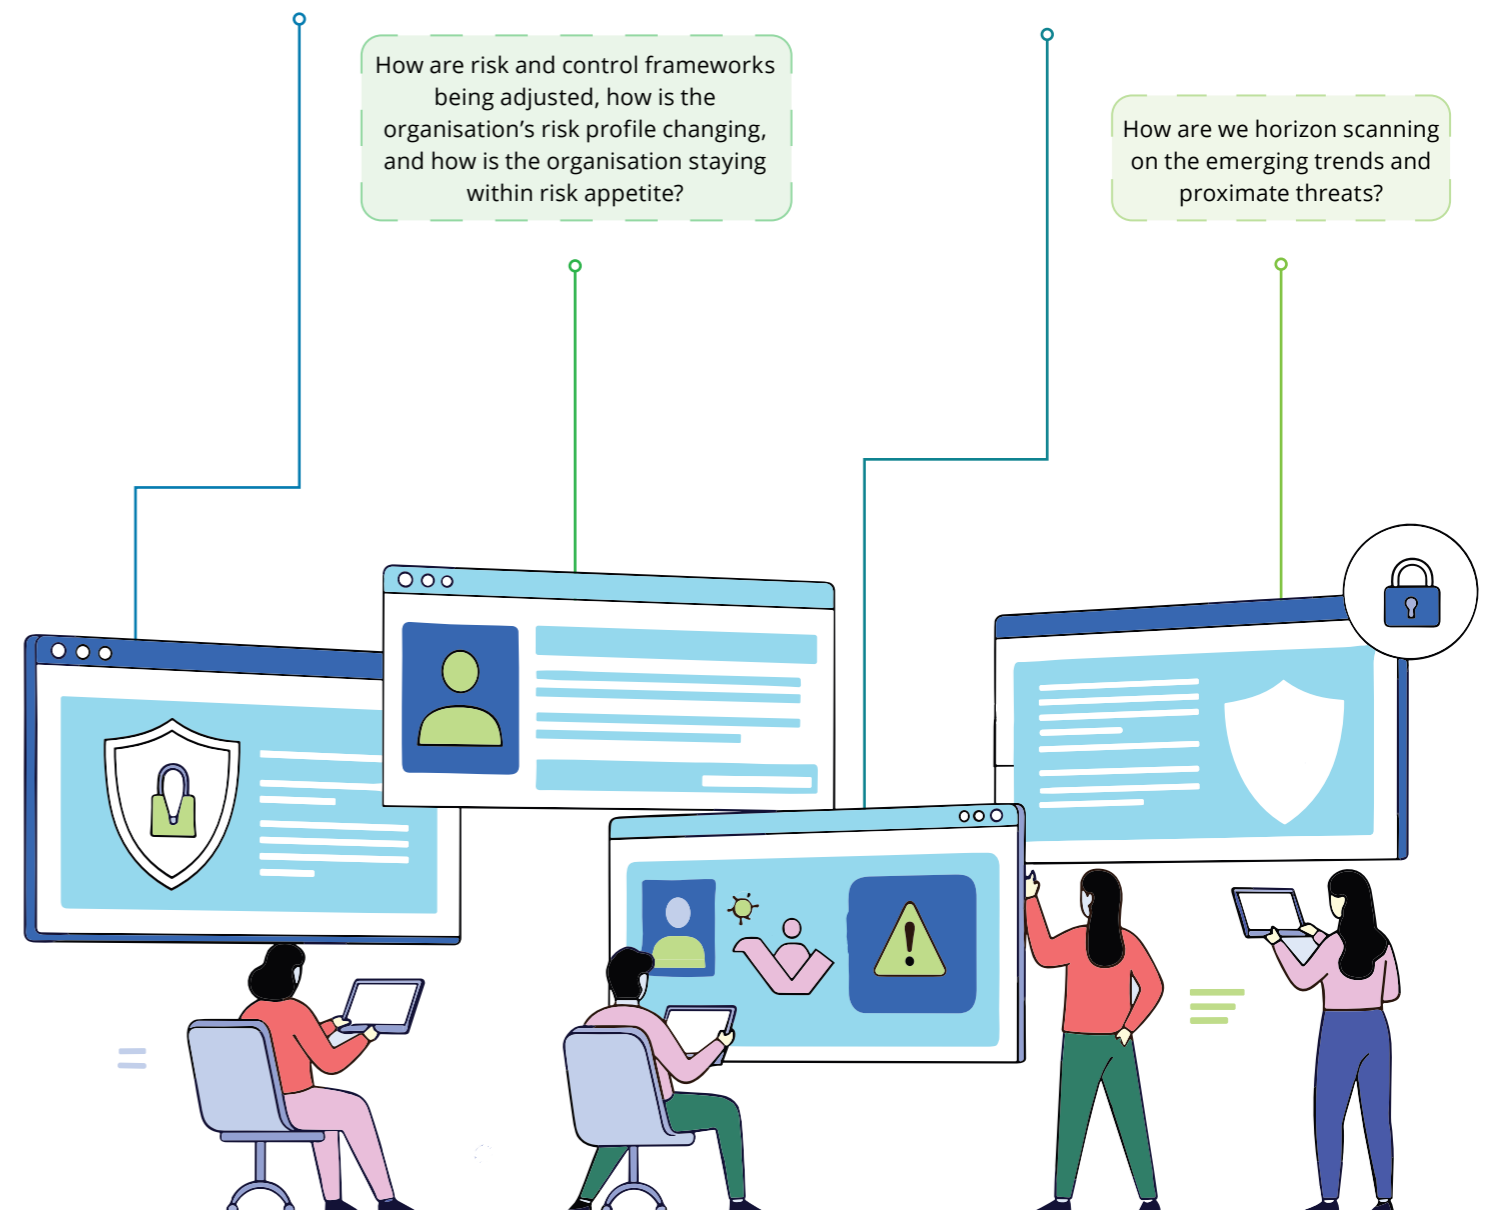 How are risk and control frameworks
being adjusted, how is the
organisation’s risk profile changing,
and how is the organisation staying
within risk appetite?
How are we horizon scanning
on the emerging trends and
proximate threats?